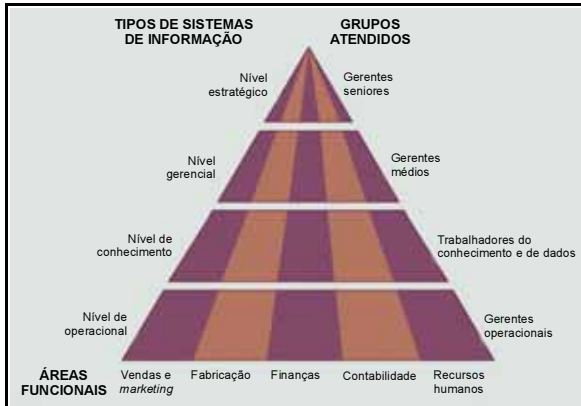 TIPOS DE SISTEMAS
DE INFORMAÇÃO
GRUPOS
ATENDIDOS
Nível
estratégico
Gerentes
seniores
Nível
gerencial
Gerentes
médios
Nível de
conhecimento
Trabalhadores do
conhecimento e de dados
Nível de
operacional
Gerentes
operacionais
ÁREAS
FUNCIONAIS
Vendas e
marketing
Fabricação
Finanças
Contabilidade
Recursos
humanos